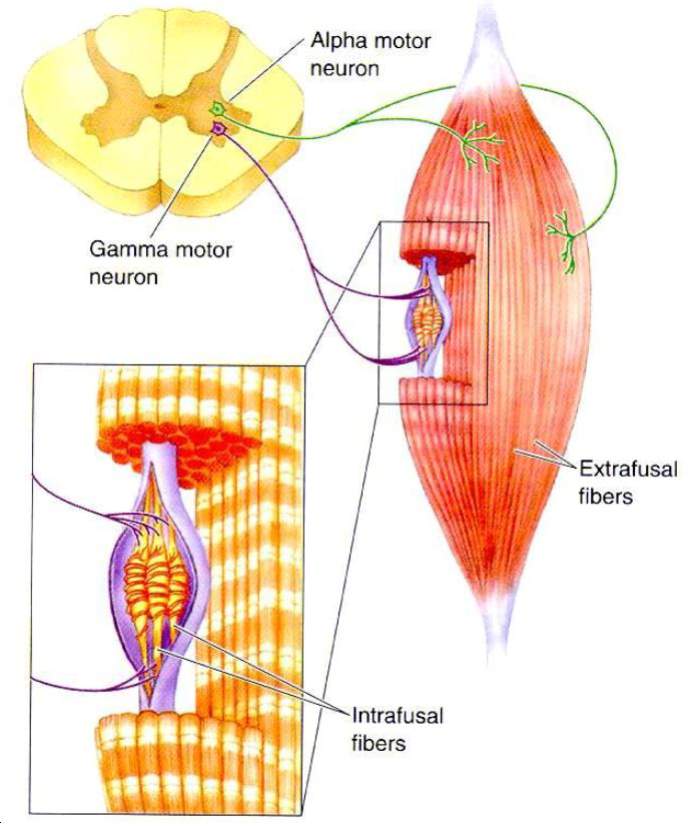 Alpha motor
neuron
Gamma motor
neuron
Extrafusal
fibers
Intrafusal
fibers